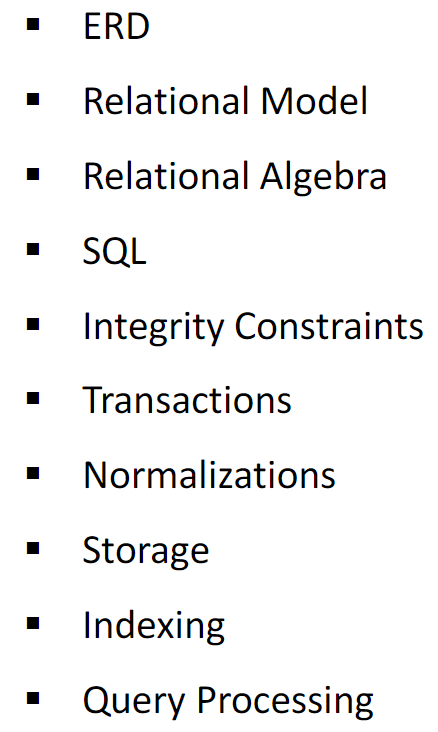 ▪ ERD
▪ Relational Model
▪ Relational Algebra
▪ SQL
▪ Integrity Constraints
▪ Transactions
▪ Normalizations
▪ Storage
▪ Indexing
▪ Query Processing